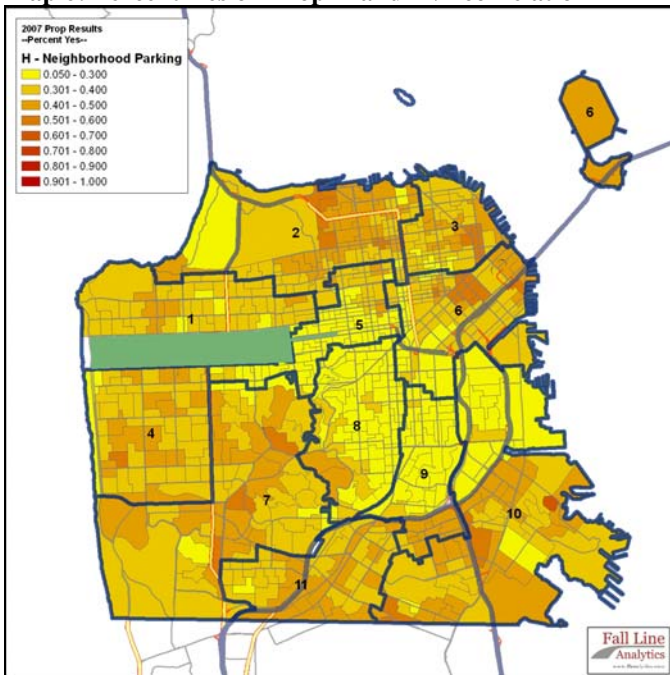 2007 Prop Results
--Percent Yes--
H - Neighborhood Parking
0.050 - 0.300
0.301 - 0.400
0.401 - 0.500
0.501 - 0.600
0.601 - 0.700
0.701 - 0.800
0.801 - 0.900
0.901 - 1.000
6
2
3
1
6
5
4
8
9
7
10
11
Fall Line
Analytics